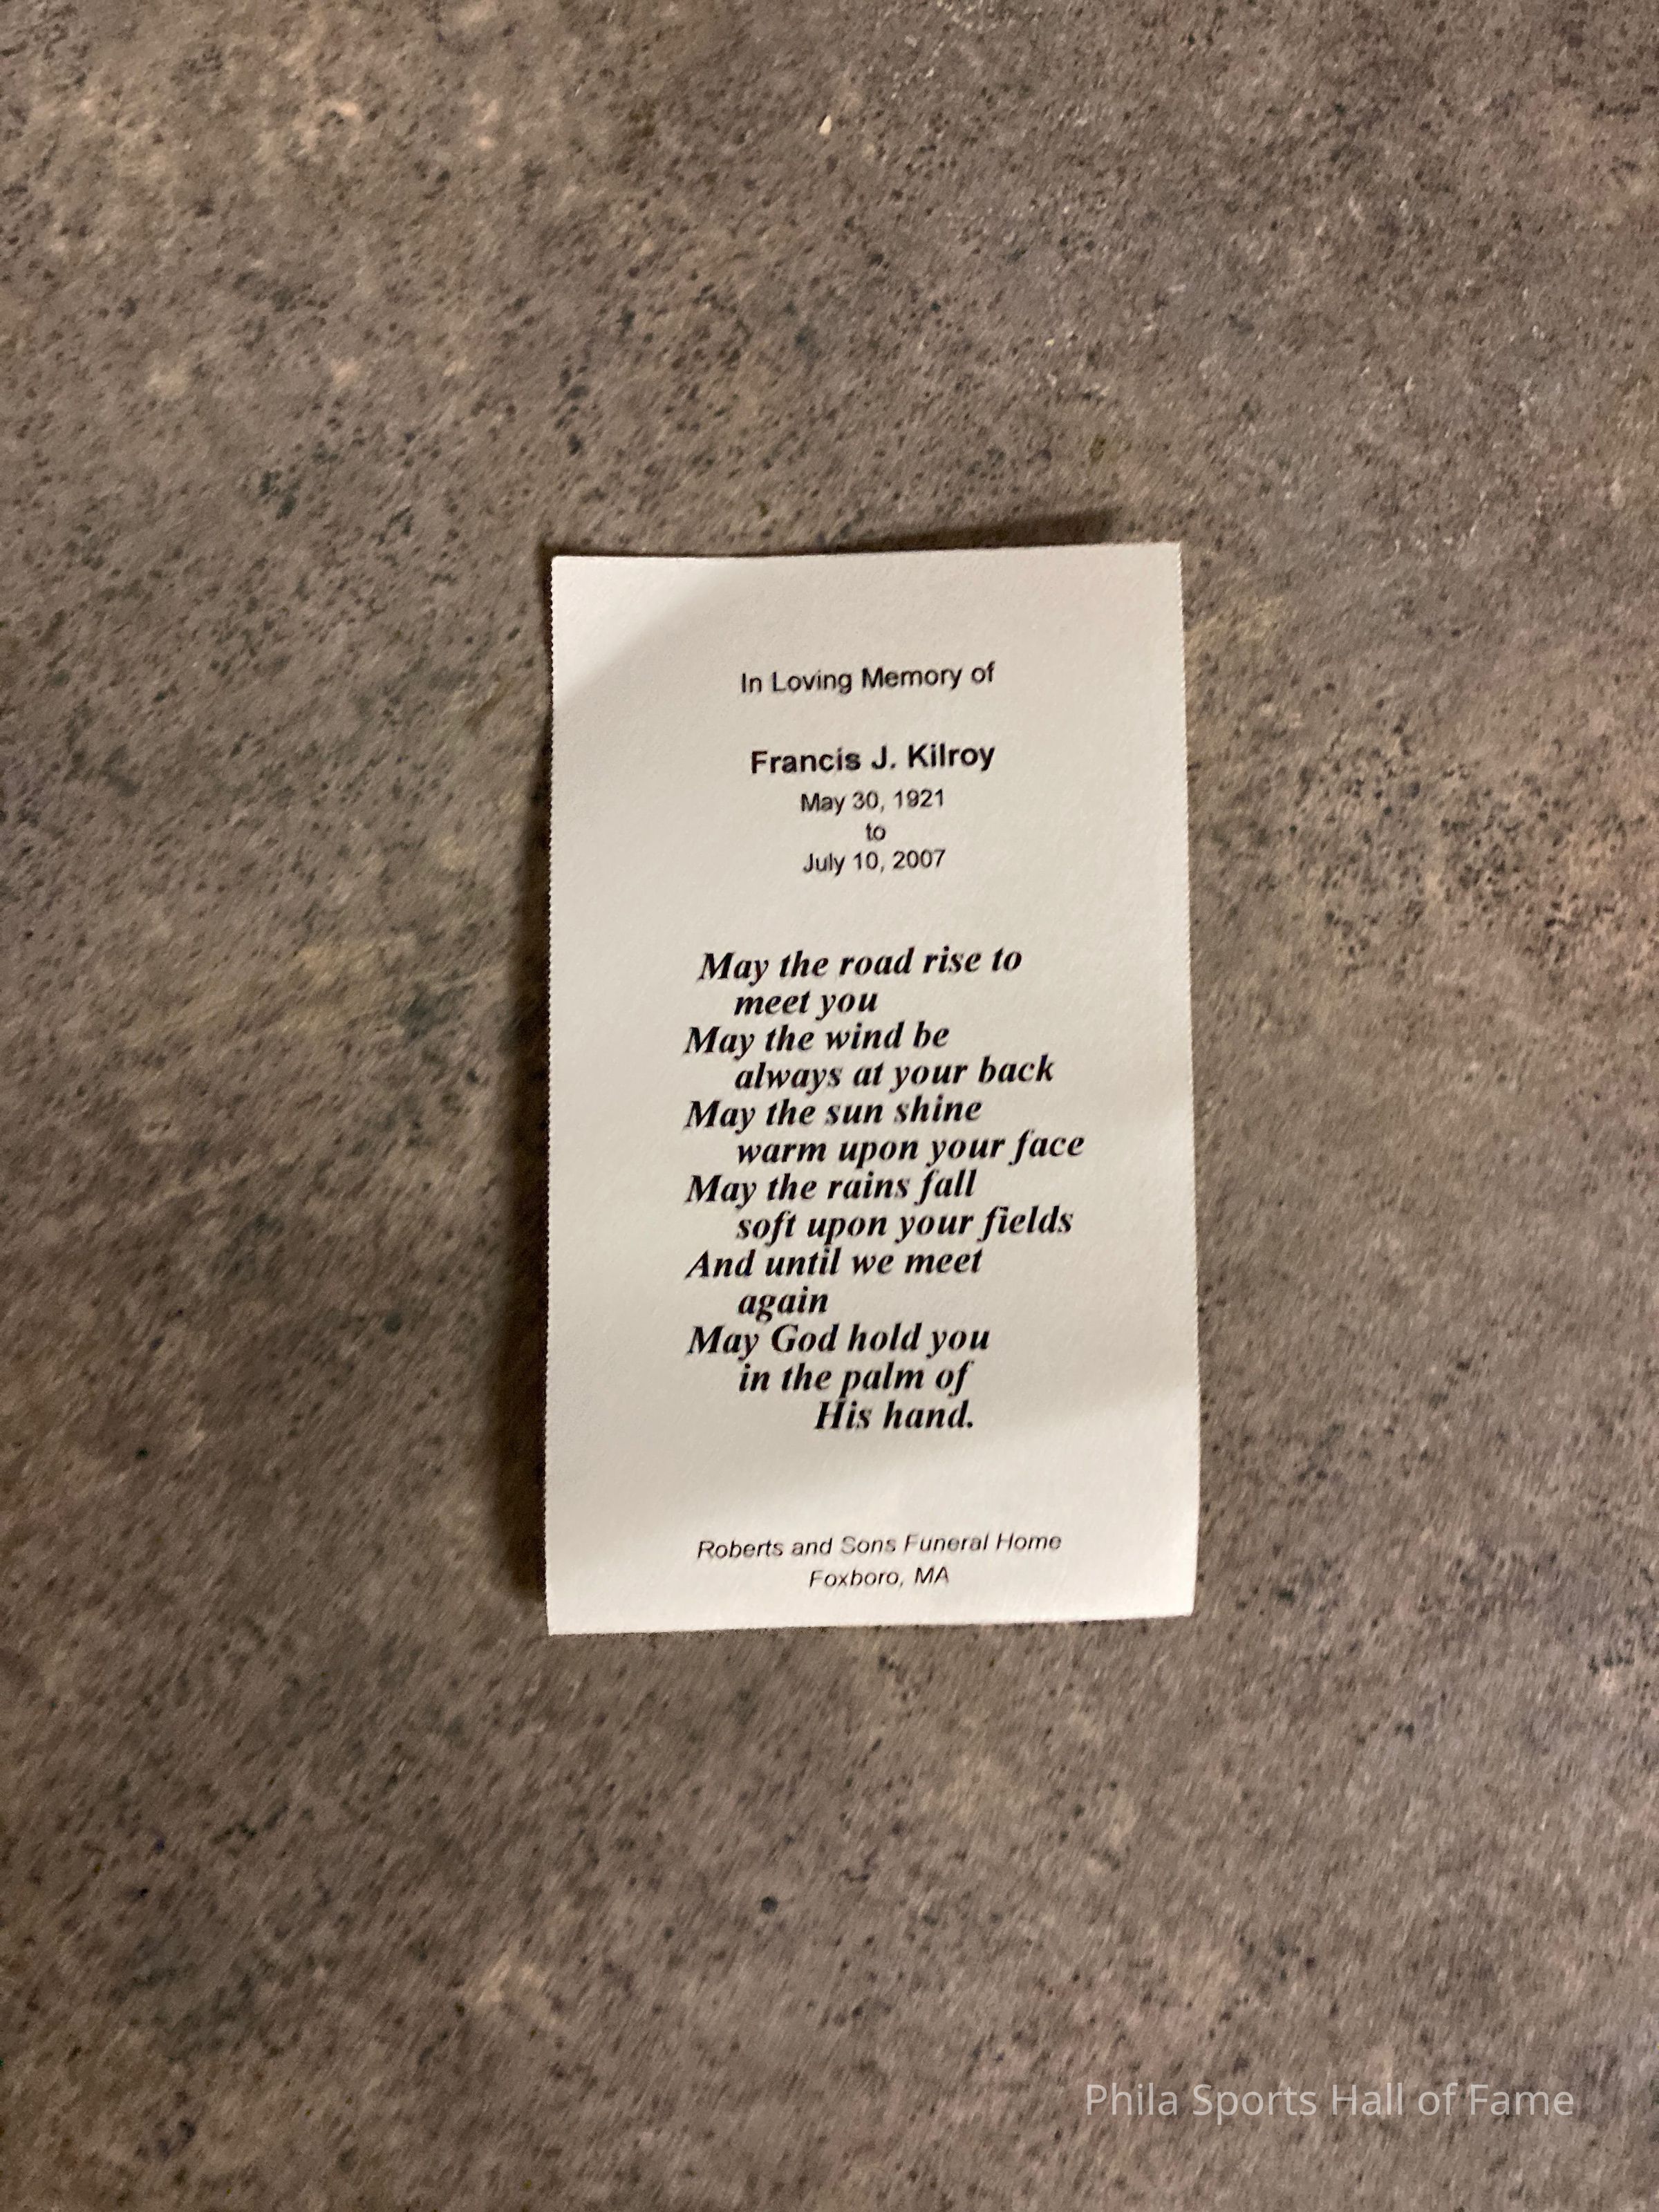 In Loving Memory of
Francis J. Kilroy
May 30, 1921
to
July 10, 2007
May the road rise to
meet you
May the wind be
always at your back
May the sun shine
warm upon your face
May the rains fall
soft upon your fields
And until we meet
again
May God hold you
in the palm of
His hand.
Roberts and Sons Funeral Home
Foxboro, MA
Phila Sports Hall of Fame